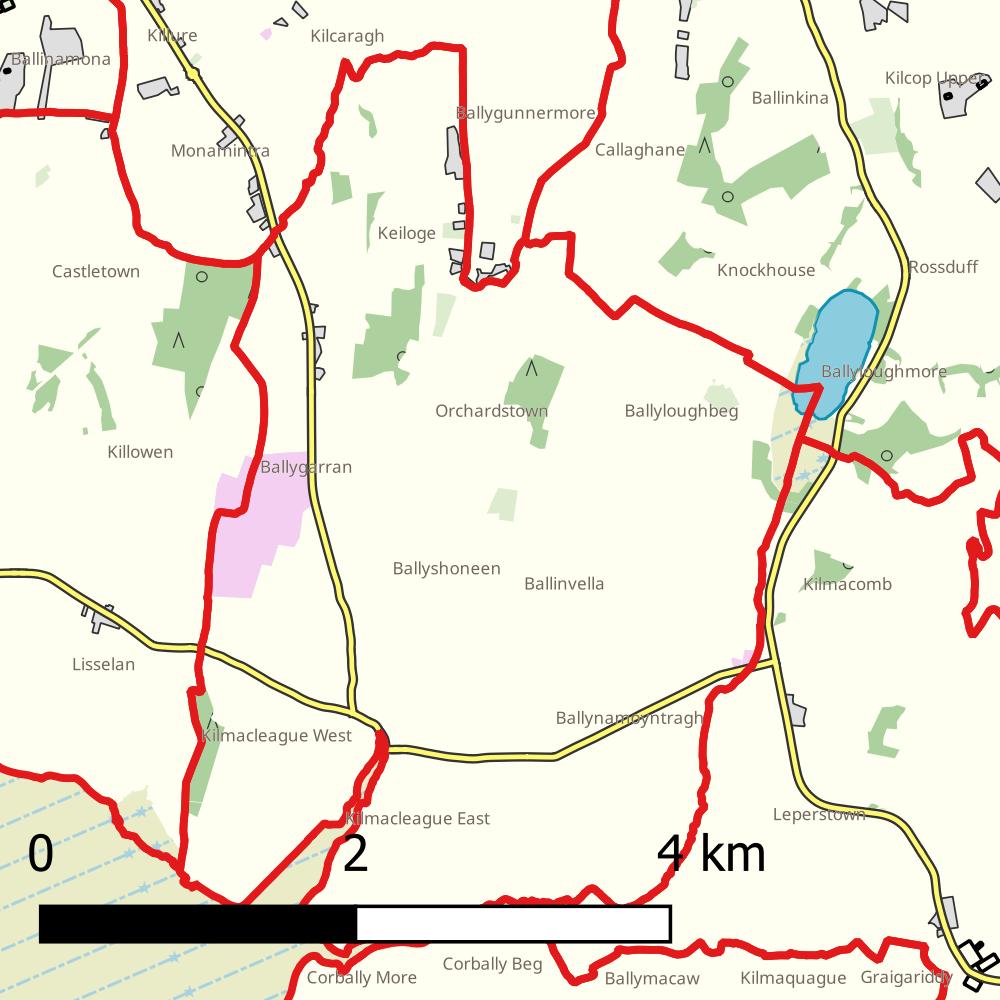 Killure
Kilcaragh
Ballinamona
Kilcop Upper
Ballinkina
Ballygunnermore
Monamintra
Callaghane
Keiloge
Castletown
Knockhouse
Rossduff
Ballyloughmore
Orchardstown
Ballyloughbeg
Killowen
Ballygarran
Ballyshoneen
Ballinvella
Kilmacomb
Lisselan
Ballynamoyntragh
Kilmacleague West
Kilmacleague East
Leperstown
0 2 4 km
Corbally Beg
Corbally More
Ballymacaw
Kilmaquague
Graigariddy